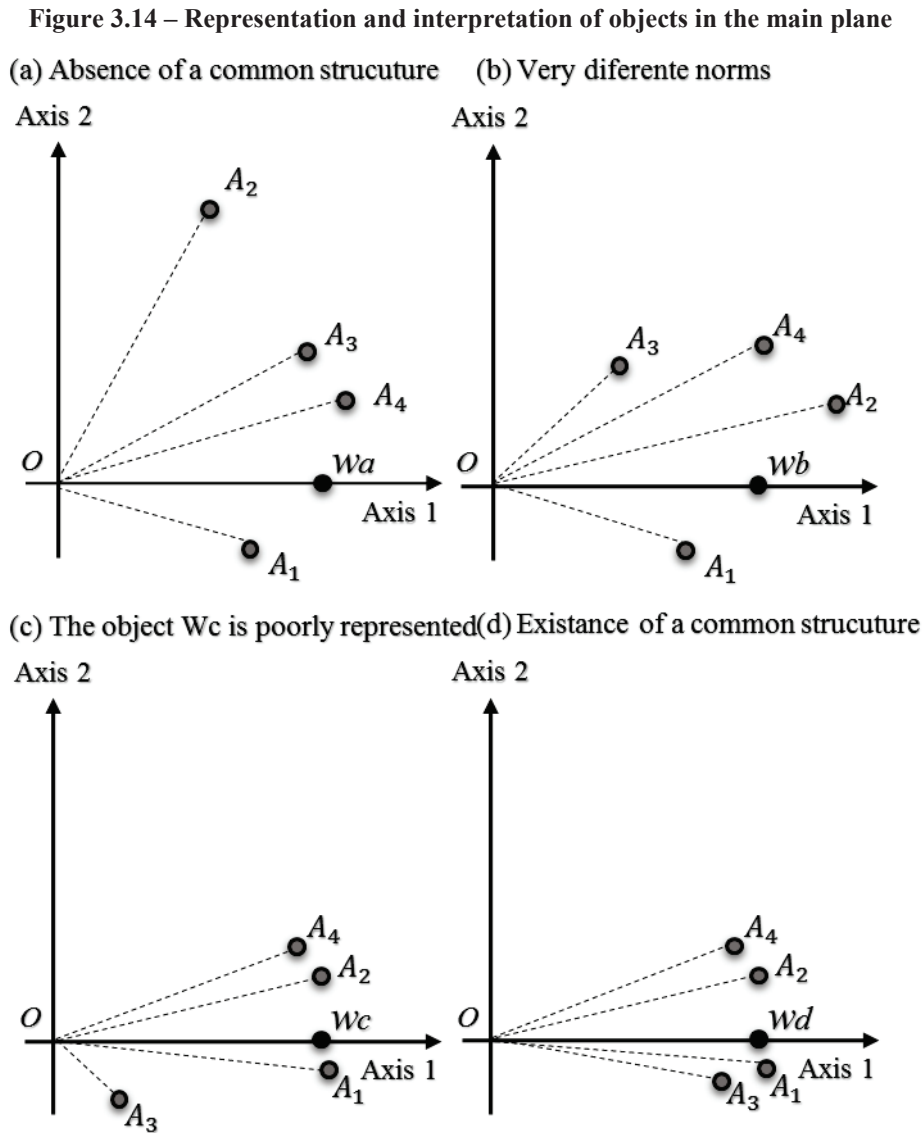 Figure 3.14 – Representation and interpretation of objects in the main plane
(a) Absence of a common strucuture
Axis 2
A2
A3
A4
O
Wa
Axis 1
A1
(b) Very diferente norms
Axis 2
A3
A4
A2
O
Wb
Axis 1
A1
(c) The object Wc is poorly represented
Axis 2
A4
A2
O
Wc
Axis 1
A1
A3
(d) Existance of a common strucuture
Axis 2
A4
A2
O
Wd
Axis 1
A3
A1